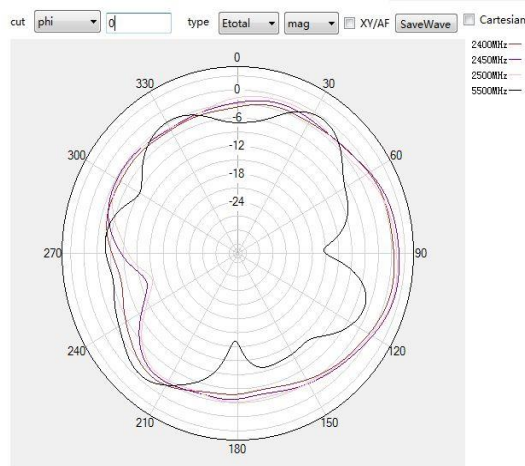 cut phi 0 type Etotal mag XY/AF SaveWave Cartesian
2400MHz
2450MHz
2500MHz
5500MHz
0
330 30
0
-6
300 60
-12
-18
-24
270 90
240 120
210 150
180